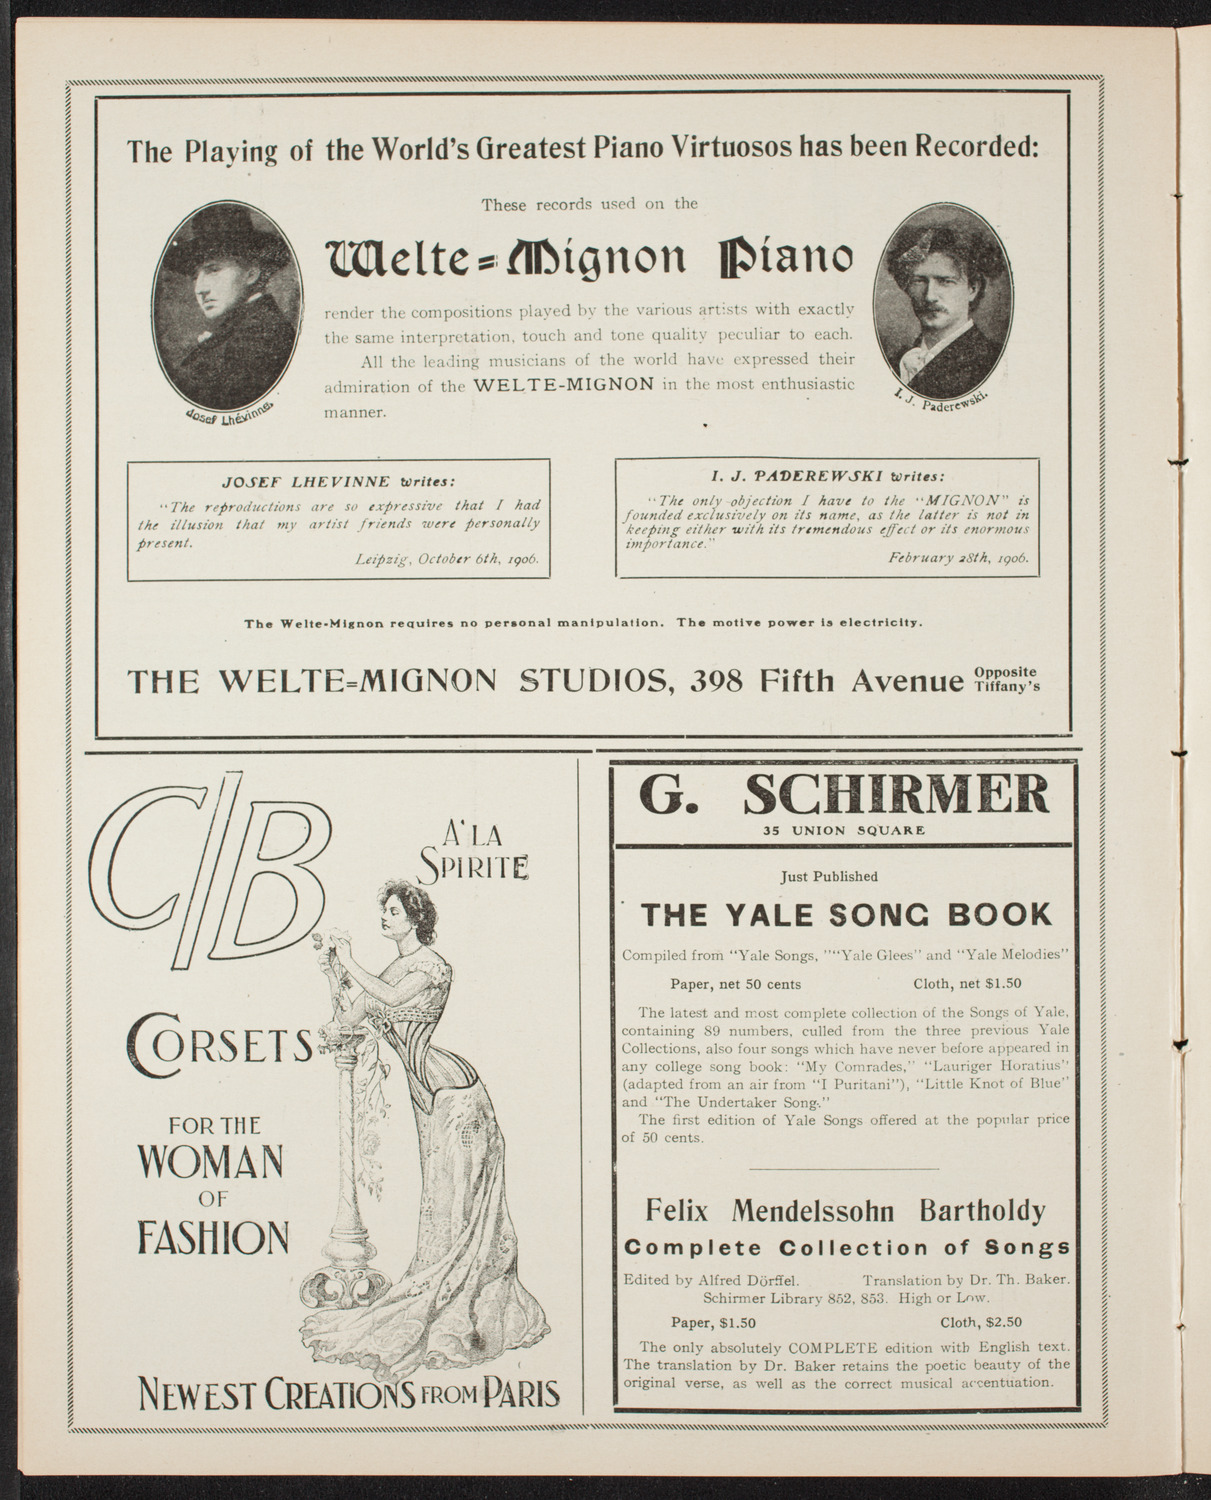 The Playing of the World's Greatest Piano Virtuosos has been Recorded:
These records used on the
Welte=Mignon Piano
render the compositions played by the various artists with exactly
the same interpretation, touch and tone quality peculiar to each.
All the leading musicians of the world have expressed their
admiration of the WELTE-MIGNON in the most enthusiastic
manner.
Josef Lhévinne.
I. J. Paderewski.
JOSEF LHEVINNE writes:
"The reproductions are so expressive that I had
the illusion that my artist friends were personally
present.
Leipzig, October 6th, 1906.
I. J. PADEREWSKI writes:
"The only objection I have to the "MIGNON" is
founded exclusively on its name, as the latter is not in
keeping either with its tremendous effect or its enormous
importance."
February 28th, 1906.
The Welte-Mignon requires no personal manipulation. The motive power is electricity.
THE WELTE=MIGNON STUDIOS, 398 Fifth Avenue Opposite Tiffany's
C/B
A' LA
SPIRITE
CORSETS
FOR THE
WOMAN
OF
FASHION
NEWEST CREATIONS FROM PARIS
G. SCHIRMER
35 UNION SQUARE
Just Published
THE YALE SONG BOOK
Compiled from "Yale Songs, ""Yale Glees" and "Yale Melodies"
Paper, net 50 cents Cloth, net $1.50
The latest and most complete collection of the Songs of Yale,
containing 89 numbers, culled from the three previous Yale
Collections, also four songs which have never before appeared in
any college song book: "My Comrades," "Lauriger Horatius"
(adapted from an air from "I Puritani"), "Little Knot of Blue"
and "The Undertaker Song."
The first edition of Yale Songs offered at the popular price
of 50 cents.
Felix Mendelssohn Bartholdy
Complete Collection of Songs
Edited by Alfred Dörffel. Translation by Dr. Th. Baker.
Schirmer Library 852, 853. High or Low.
Paper, $1.50 Cloth, $2.50
The only absolutely COMPLETE edition with English text.
The translation by Dr. Baker retains the poetic beauty of the
original verse, as well as the correct musical accentuation.